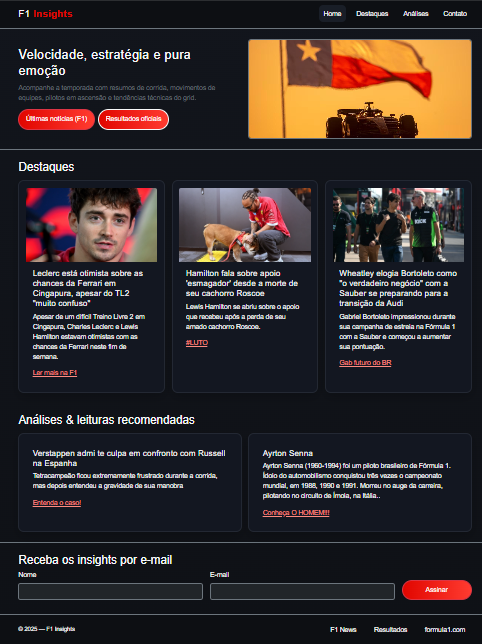 F1 Insights
Home Destaques Análises Contato
Velocidade, estratégia e pura
emoção
Acompanhe a temporada com resumos de corrida, movimentos de
equipes, pilotos em ascensão e tendências técnicas do grid.
Últimas notícias (F1) Resultados oficiais
Destaques
Leclerc está otimista sobre as
chances da Ferrari em
Cingapura, apesar do TL2
"muito confuso"
Apesar de um difícil Treino Livre 2 em
Cingapura, Charles Leclerc e Lewis
Hamilton estavam otimistas com as
chances da Ferrari neste fim de
semana.
Ler mais na F1
Hamilton fala sobre apoio
'esmagador' desde a morte de
seu cachorro Roscoe
Lewis Hamilton se abriu sobre o apoio
que recebeu após a perda de seu
amado cachorro Roscoe.
#LUTO
Wheatley elogia Bortoleto como
"o verdadeiro negócio" com a
Sauber se preparando para a
transição da Audi
Gabriel Bortoleto impressionou durante
sua campanha de estreia na Fórmula 1
com a Sauber e começou a aumentar
sua pontuação.
Gab futuro do BR
Análises & leituras recomendadas
Verstappen admi te culpa em confronto com Russell
na Espanha
Tetracampeão ficou extremamente frustrado durante a corrida,
mas depois entendeu a gravidade de sua manobra
Entenda o caso!
Ayrton Senna
Ayrton Senna (1960-1994) foi um piloto brasileiro de Fórmula 1.
Ídolo do automobilismo conquistou três vezes o campeonato
mundial, em 1988, 1990 e 1991. Morreu no auge da carreira,
pilotando no circuito de Ímola, na Itália..
Conheça O HOMEM!!!
Receba os insights por e-mail
Nome
E-mail
Assinar
© 2025 — F1 Insights
F1 News Resultados formula1.com